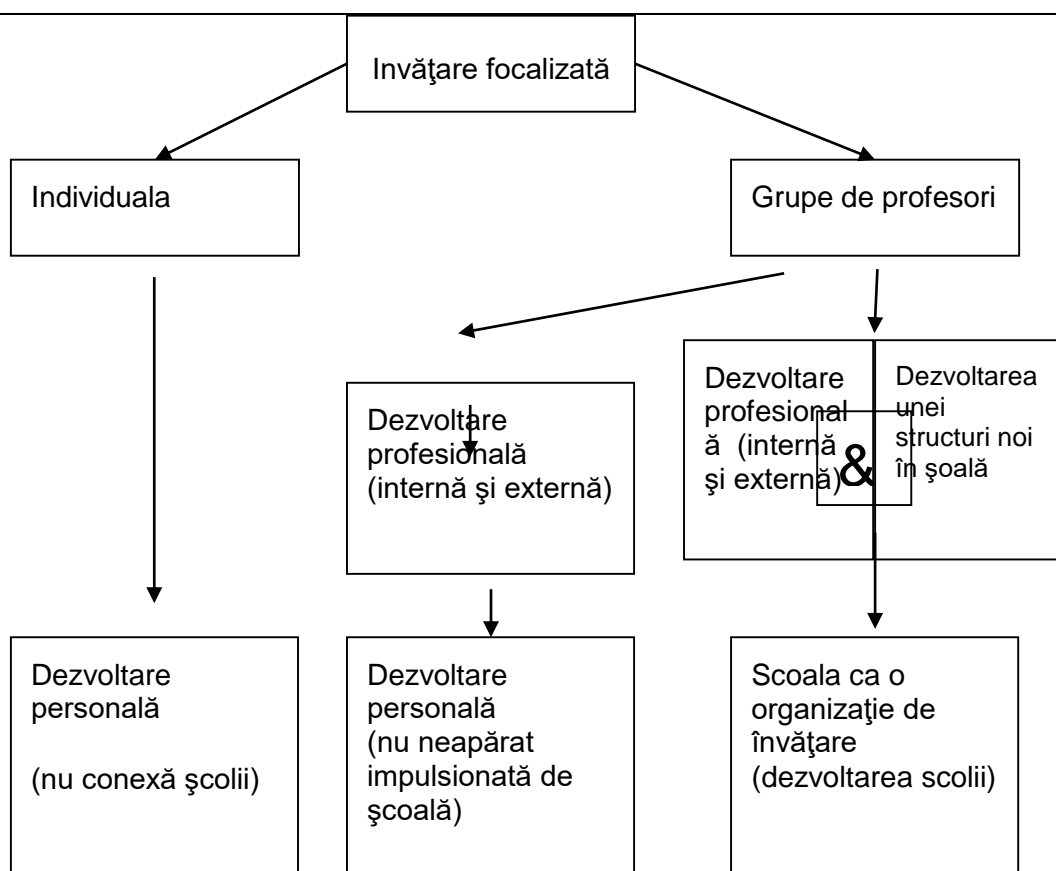 Invăţare focalizată
Individuala
Grupe de profesori
Dezvoltare
profesională
(internă şi externă)
Dezvoltare
profesional
ă (internă
şi externă)
&
Dezvoltarea
unei
structuri noi
în şoală
Dezvoltare
personală
(nu conexă şcolii)
Dezvoltare
personală
(nu neapărat
impulsionată de
şcoală)
Scoala ca o
organizaţie de
învăţare
(dezvoltarea scolii)